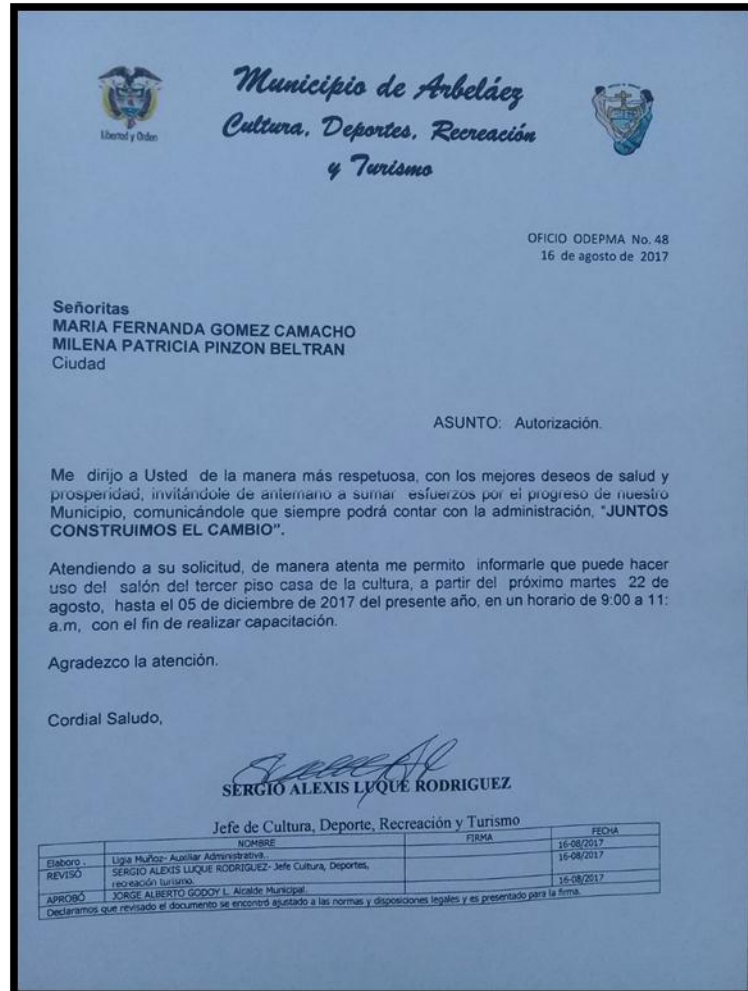 Libertad y Orden
Municipio de Arbeláez
Cultura, Deportes, Recreación
y Turismo
OFICIO ODEPMA No. 48
16 de agosto de 2017
Señoritas
MARIA FERNANDA GOMEZ CAMACHO
MILENA PATRICIA PINZON BELTRAN
Ciudad
ASUNTO: Autorización.
Me dirijo a Usted de la manera más respetuosa, con los mejores deseos de salud y
prosperidad, invitándole de antemano a sumar esfuerzos por el progreso de nuestro
Municipio, comunicándole que siempre podrá contar con la administración, "JUNTOS
CONSTRUIMOS EL CAMBIO".
Atendiendo a su solicitud, de manera atenta me permito informarle que puede hacer
uso del salón del tercer piso casa de la cultura, a partir del próximo martes 22 de
agosto, hasta el 05 de diciembre de 2017 del presente año, en un horario de 9:00 a 11:
a.m, con el fin de realizar capacitación.
Agradezco la atención.
Cordial Saludo,
SERGIO ALEXIS LUQUE RODRIGUEZ
Jefe de Cultura, Deporte, Recreación y Turismo
NOMBRE FIRMA FECHA
Elaboro . Ligia Muñoz- Auxiliar Administrativa.. 16-08/2017
REVISÓ SERGIO ALEXIS LUQUE RODRIGUEZ- Jefe Cultura, Deportes, 16-08/2017
recreación turismo.
APROBÓ JORGE ALBERTO GODOY L. Alcalde Municipal. 16-08/2017
Declaramos que revisado el documento se encontró ajustado a las normas y disposiciones legales y es presentado para la firma.